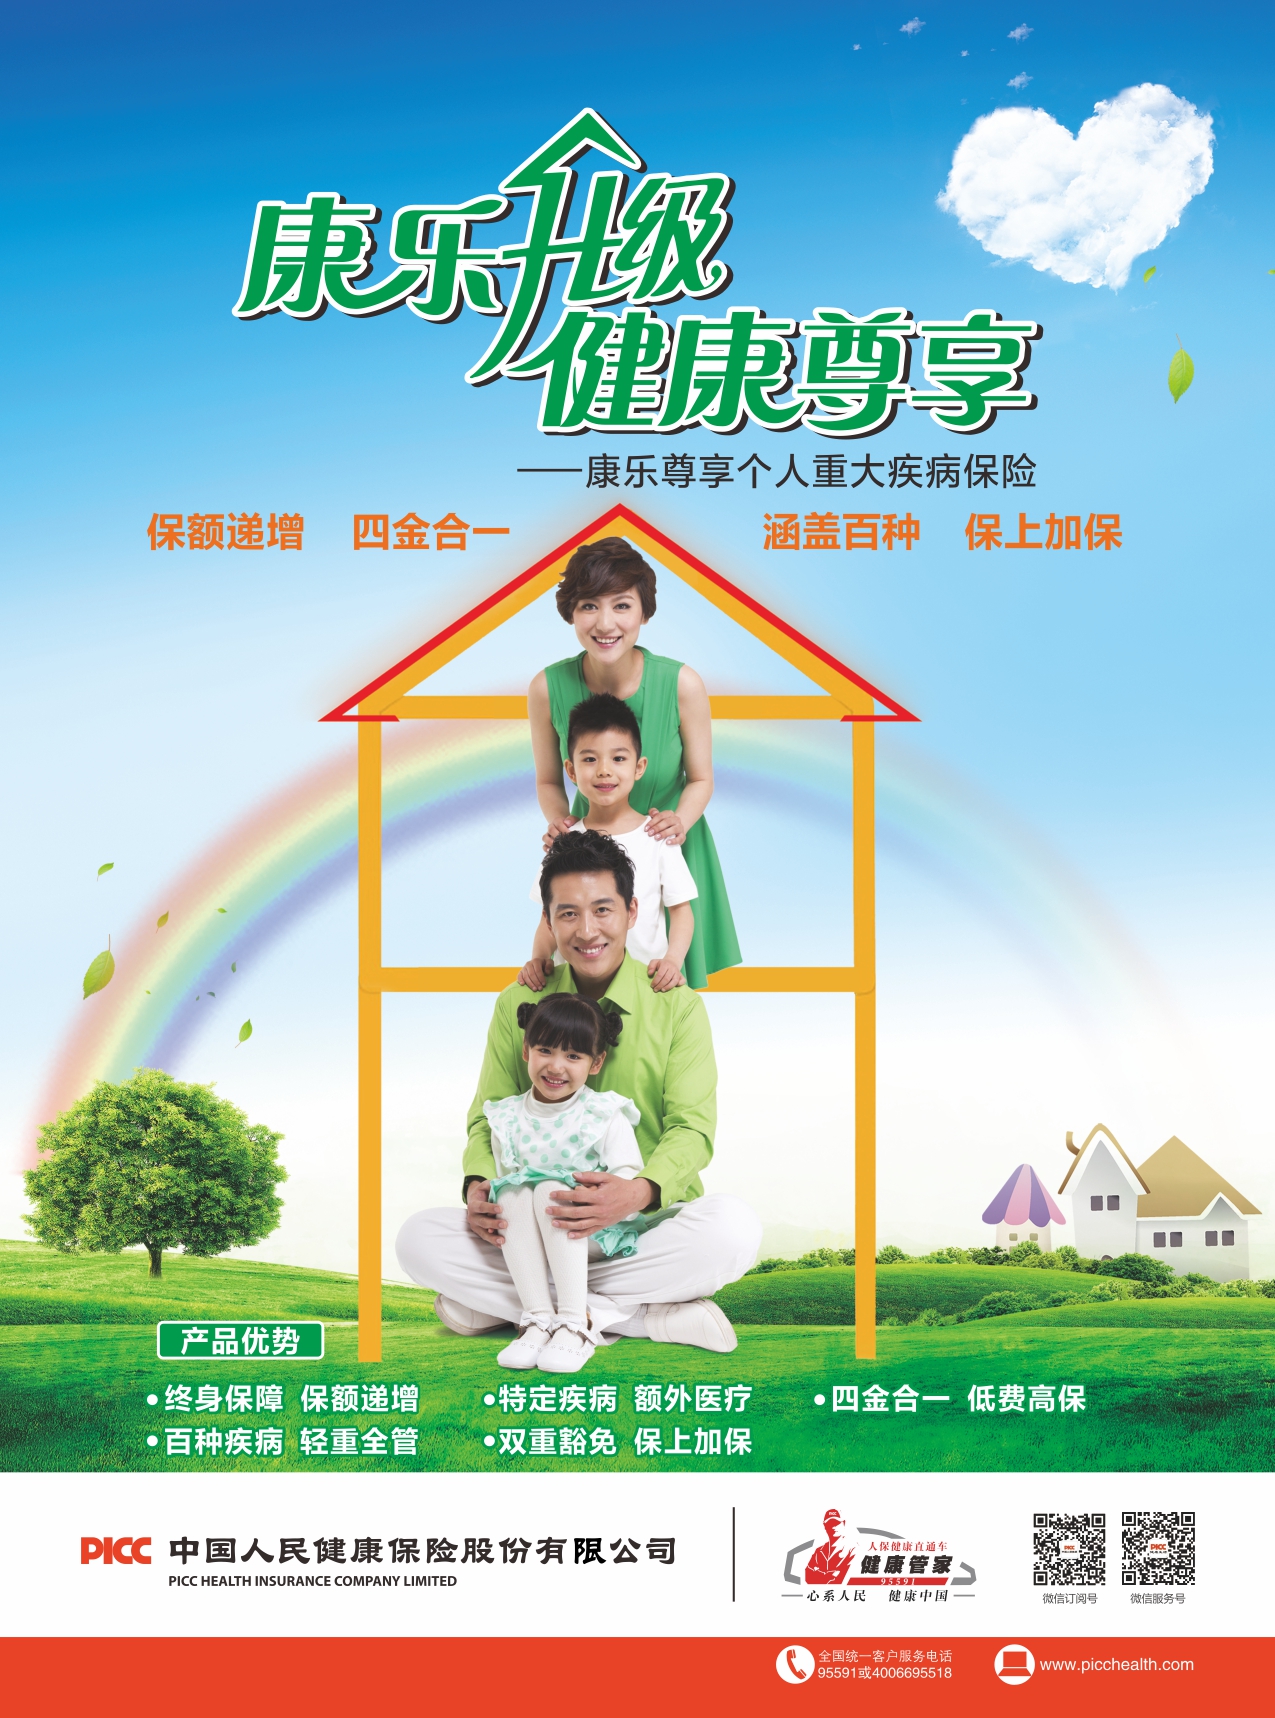 康乐升级
健康尊享
——康乐尊享个人重大疾病保险
保额递增 四金合一 涵盖百种 保上加保
产品优势
•终身保障 保额递增 •特定疾病 额外医疗 •四金合一 低费高保
•百种疾病 轻重全管 •双重豁免 保上加保
PICC 中国人民健康保险股份有限公司
PICC HEALTH INSURANCE COMPANY LIMITED
人保健康直通车
健康管家
95591
—心系人民 健康中国—
微信订阅号 微信服务号
全国统一客户服务电话
95591或4006695518
www.picchealth.com